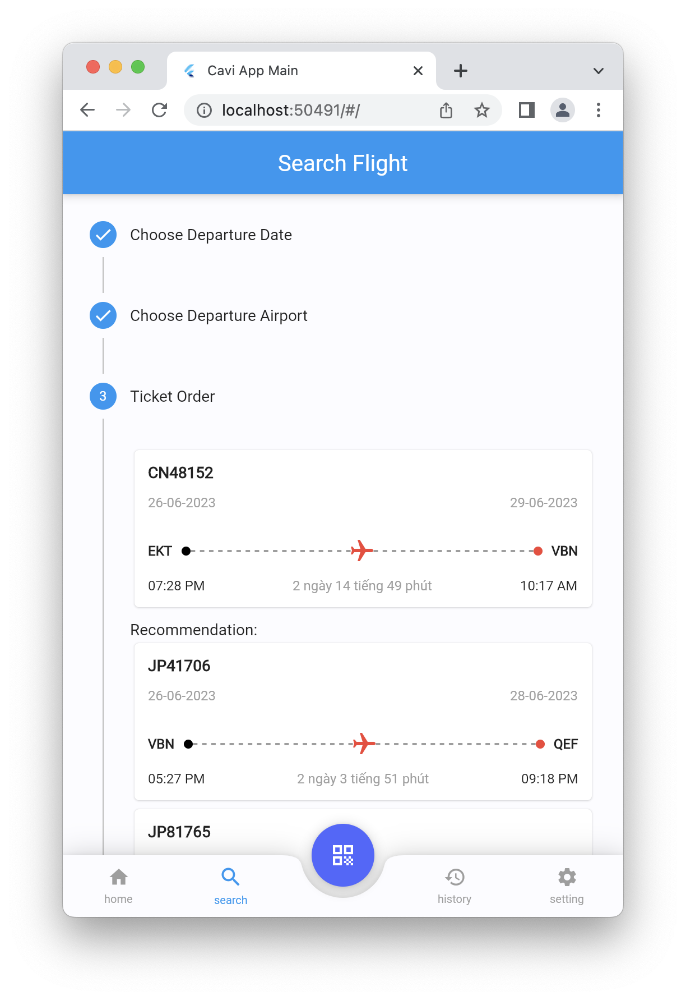 Cavi App Main
localhost:50491/#/
Search Flight
Choose Departure Date
Choose Departure Airport
3 Ticket Order
CN48152
26-06-2023 29-06-2023
EKT VBN
07:28 PM 2 ngày 14 tiếng 49 phút 10:17 AM
Recommendation:
JP41706
26-06-2023 28-06-2023
VBN QEF
05:27 PM 2 ngày 3 tiếng 51 phút 09:18 PM
JP81765
home search history setting